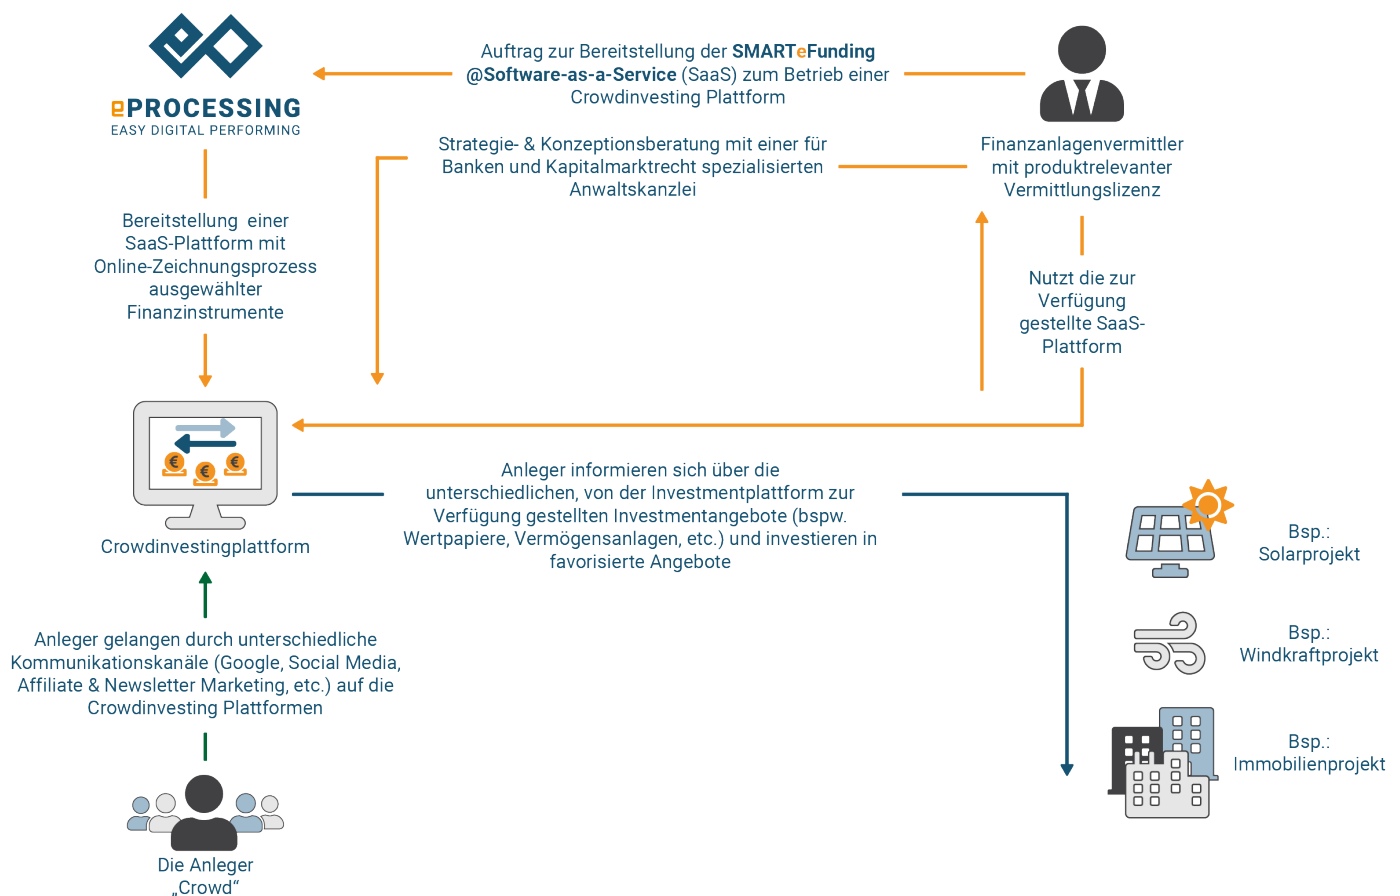 ePROCESSING
EASY DIGITAL PERFORMING
Auftrag zur Bereitstellung der SMARTeFunding
@Software-as-a-Service (SaaS) zum Betrieb einer
Crowdinvesting Plattform
Strategie- & Konzeptionsberatung mit einer für
Banken und Kapitalmarktrecht spezialisierten
Anwaltskanzlei
Finanzanlagenvermittler
mit produktrelevanter
Vermittlungslizenz
Bereitstellung einer
SaaS-Plattform mit
Online-Zeichnungsprozess
ausgewählter
Finanzinstrumente
Nutzt die zur
Verfügung
gestellte SaaS-
Plattform
€
€
€
Crowdinvestingplattform
Anleger informieren sich über die
unterschiedlichen, von der Investmentplattform zur
Verfügung gestellten Investmentangebote (bspw.
Wertpapiere, Vermögensanlagen, etc.) und investieren in
favorisierte Angebote
Bsp.:
Solarprojekt
Bsp.:
Windkraftprojekt
Bsp.:
Immobilienprojekt
Anleger gelangen durch unterschiedliche
Kommunikationskanäle (Google, Social Media,
Affiliate & Newsletter Marketing, etc.) auf die
Crowdinvesting Plattformen
Die Anleger
„Crowd“